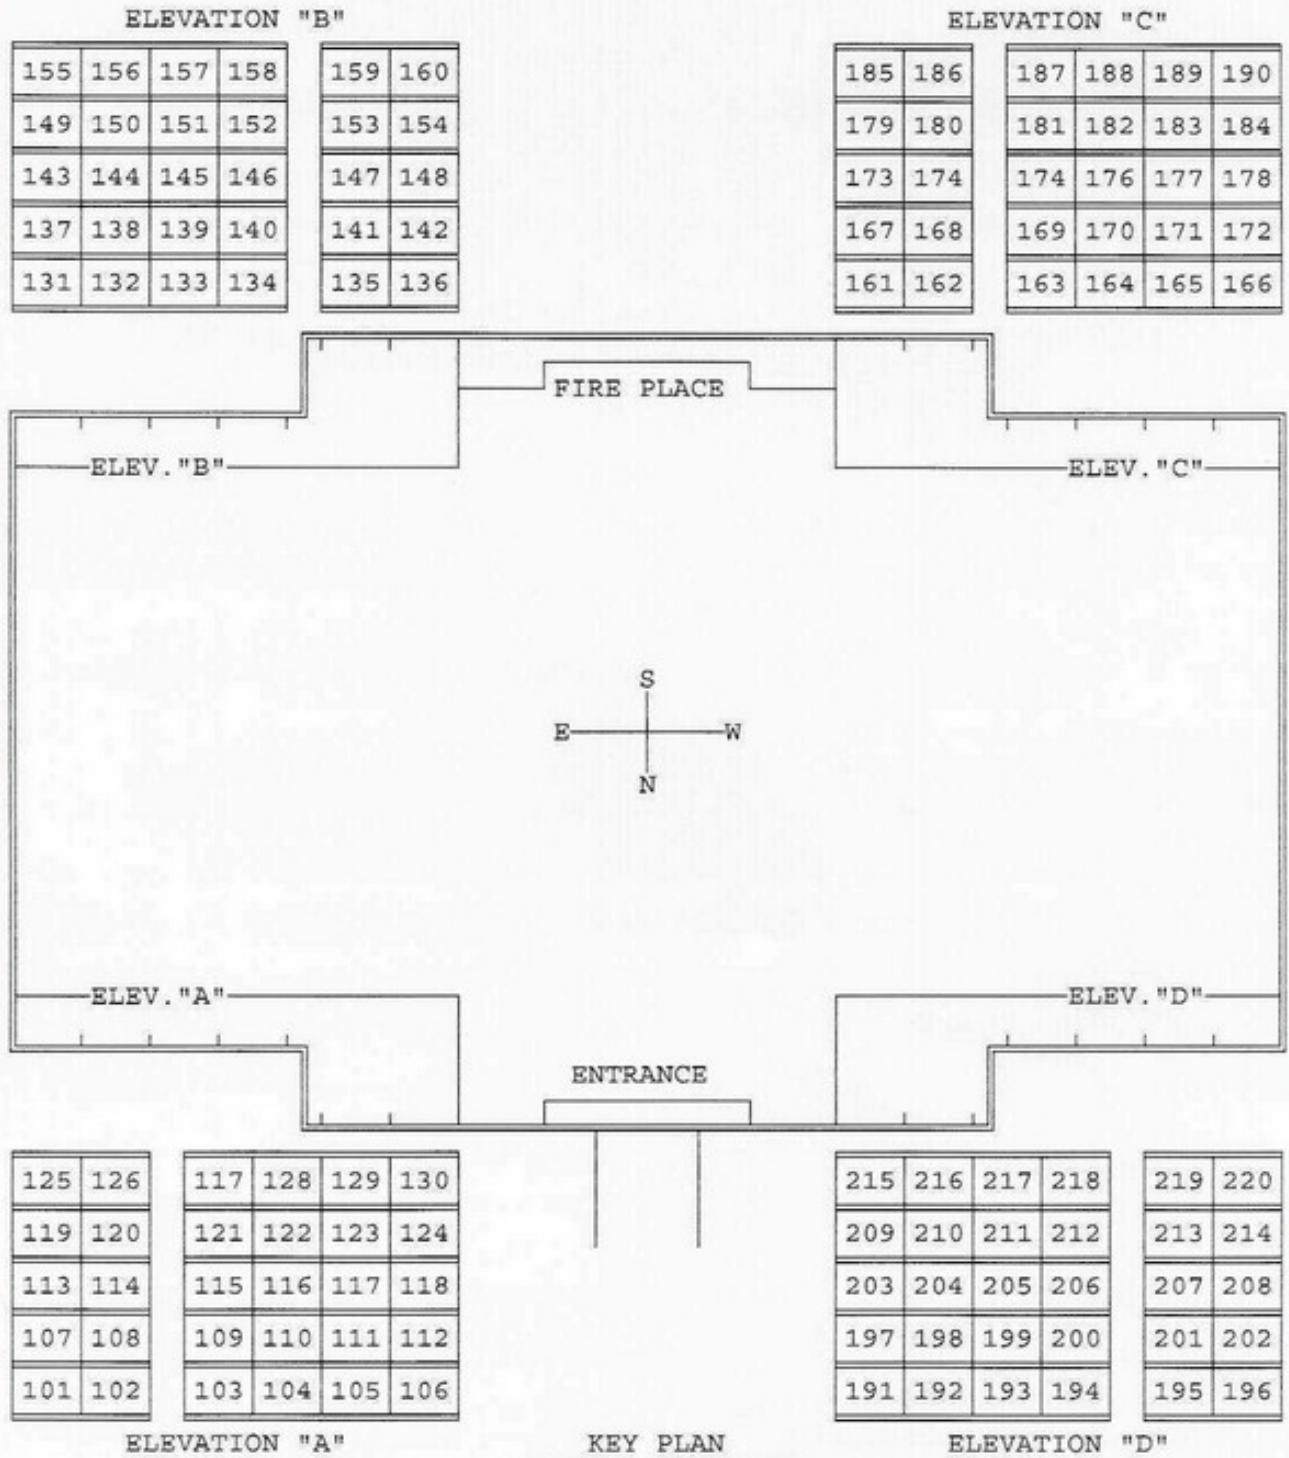 ELEVATION "B" ELEVATION "C"
155 156 157 158 159 160 185 186 187 188 189 190
149 150 151 152 153 154 179 180 181 182 183 184
143 144 145 146 147 148 173 174 174 176 177 178
137 138 139 140 141 142 167 168 169 170 171 172
131 132 133 134 135 136 161 162 163 164 165 166
FIRE PLACE
ELEV."B" ELEV."C"
S
E W
N
ELEV."A" ELEV."D"
ENTRANCE
125 126 117 128 129 130 215 216 217 218 219 220
119 120 121 122 123 124 209 210 211 212 213 214
113 114 115 116 117 118 203 204 205 206 207 208
107 108 109 110 111 112 197 198 199 200 201 202
101 102 103 104 105 106 191 192 193 194 195 196
ELEVATION "A" KEY PLAN ELEVATION "D"